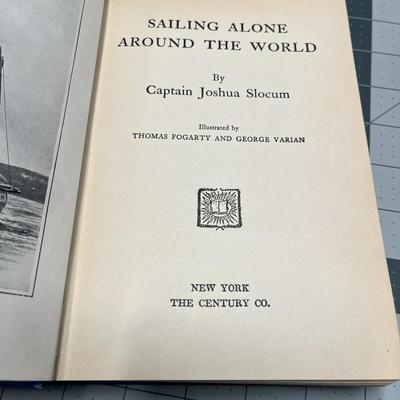 SAILING ALONE
AROUND THE WORLD
By
Captain Joshua Slocum
Illustrated by
THOMAS FOGARTY AND GEORGE VARIAN
NEW YORK
THE CENTURY CO.